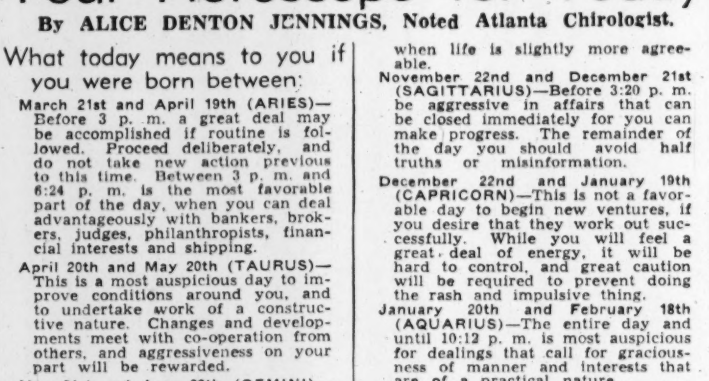 By ALICE DENTON JENNINGS, Noted Atlanta Chirologist.
What today means to you if
you were born between:
March 21st and April 19th (ARIES)—
Before 3 p. m. a great deal may
be accomplished if routine is fol-
lowed. Proceed deliberately, and
do not take new action previous
to this time. Between 3 p. m. and
6:24 p. m. is the most favorable
part of the day, when you can deal
advantageously with bankers, brok-
ers, judges, philanthropists, finan-
cial interests and shipping.
April 20th and May 20th (TAURUS)—
This is a most auspicious day to im-
prove conditions around you, and
to undertake work of a construc-
tive nature. Changes and develop-
ments meet with co-operation from
others, and aggressiveness on your
part will be rewarded.
when life is slightly more agree-
able.
November 22nd and December 21st
(SAGITTARIUS)—Before 3:20 p. m.
be aggressive in affairs that can
be closed immediately for you can
make progress. The remainder of
the day you should avoid half
truths or misinformation.
December 22nd and January 19th
(CAPRICORN)—This is not a favor-
able day to begin new ventures, if
you desire that they work out suc-
cessfully. While you will feel a
great deal of energy, it will be
hard to control, and great caution
will be required to prevent doing
the rash and impulsive thing.
January 20th and February 18th
(AQUARIUS)—The entire day and
until 10:12 p. m. is most auspicious
for dealings that call for gracious-
ness of manner and interests that
are of a practical nature